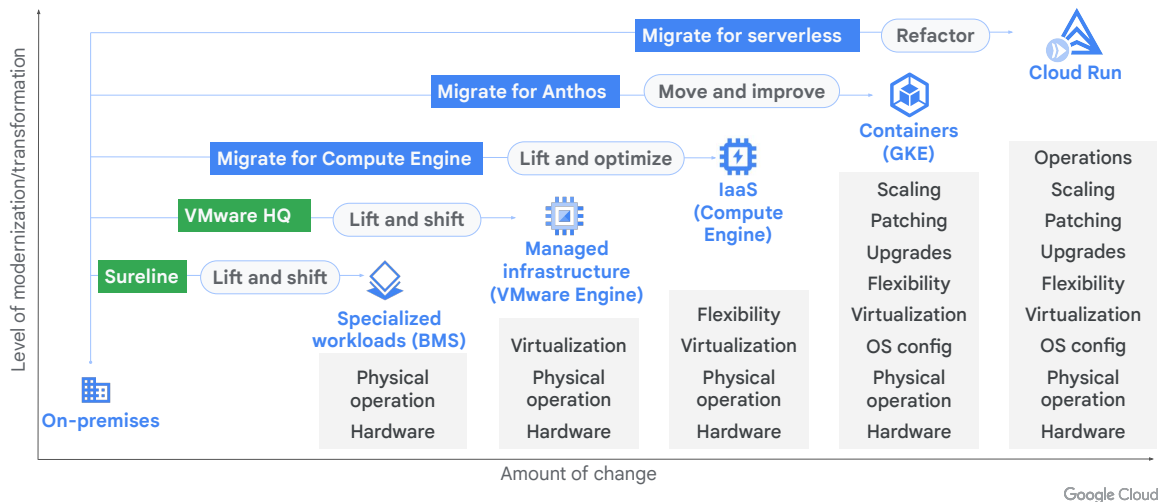 Level of modernization/transformation
Migrate for serverless
Refactor
Cloud Run
Migrate for Anthos
Move and improve
Containers
(GKE)
Migrate for Compute Engine
Lift and optimize
IaaS
(Compute
Engine)
VMware HQ
Lift and shift
Managed
infrastructure
(VMware Engine)
Sureline
Lift and shift
Specialized
workloads (BMS)
On-premises
Physical
operation
Hardware
Virtualization
Physical
operation
Hardware
Flexibility
Virtualization
Physical
operation
Hardware
Scaling
Patching
Upgrades
Flexibility
Virtualization
OS config
Physical
operation
Hardware
Operations
Scaling
Patching
Upgrades
Flexibility
Virtualization
OS config
Physical
operation
Hardware
Amount of change
Google Cloud